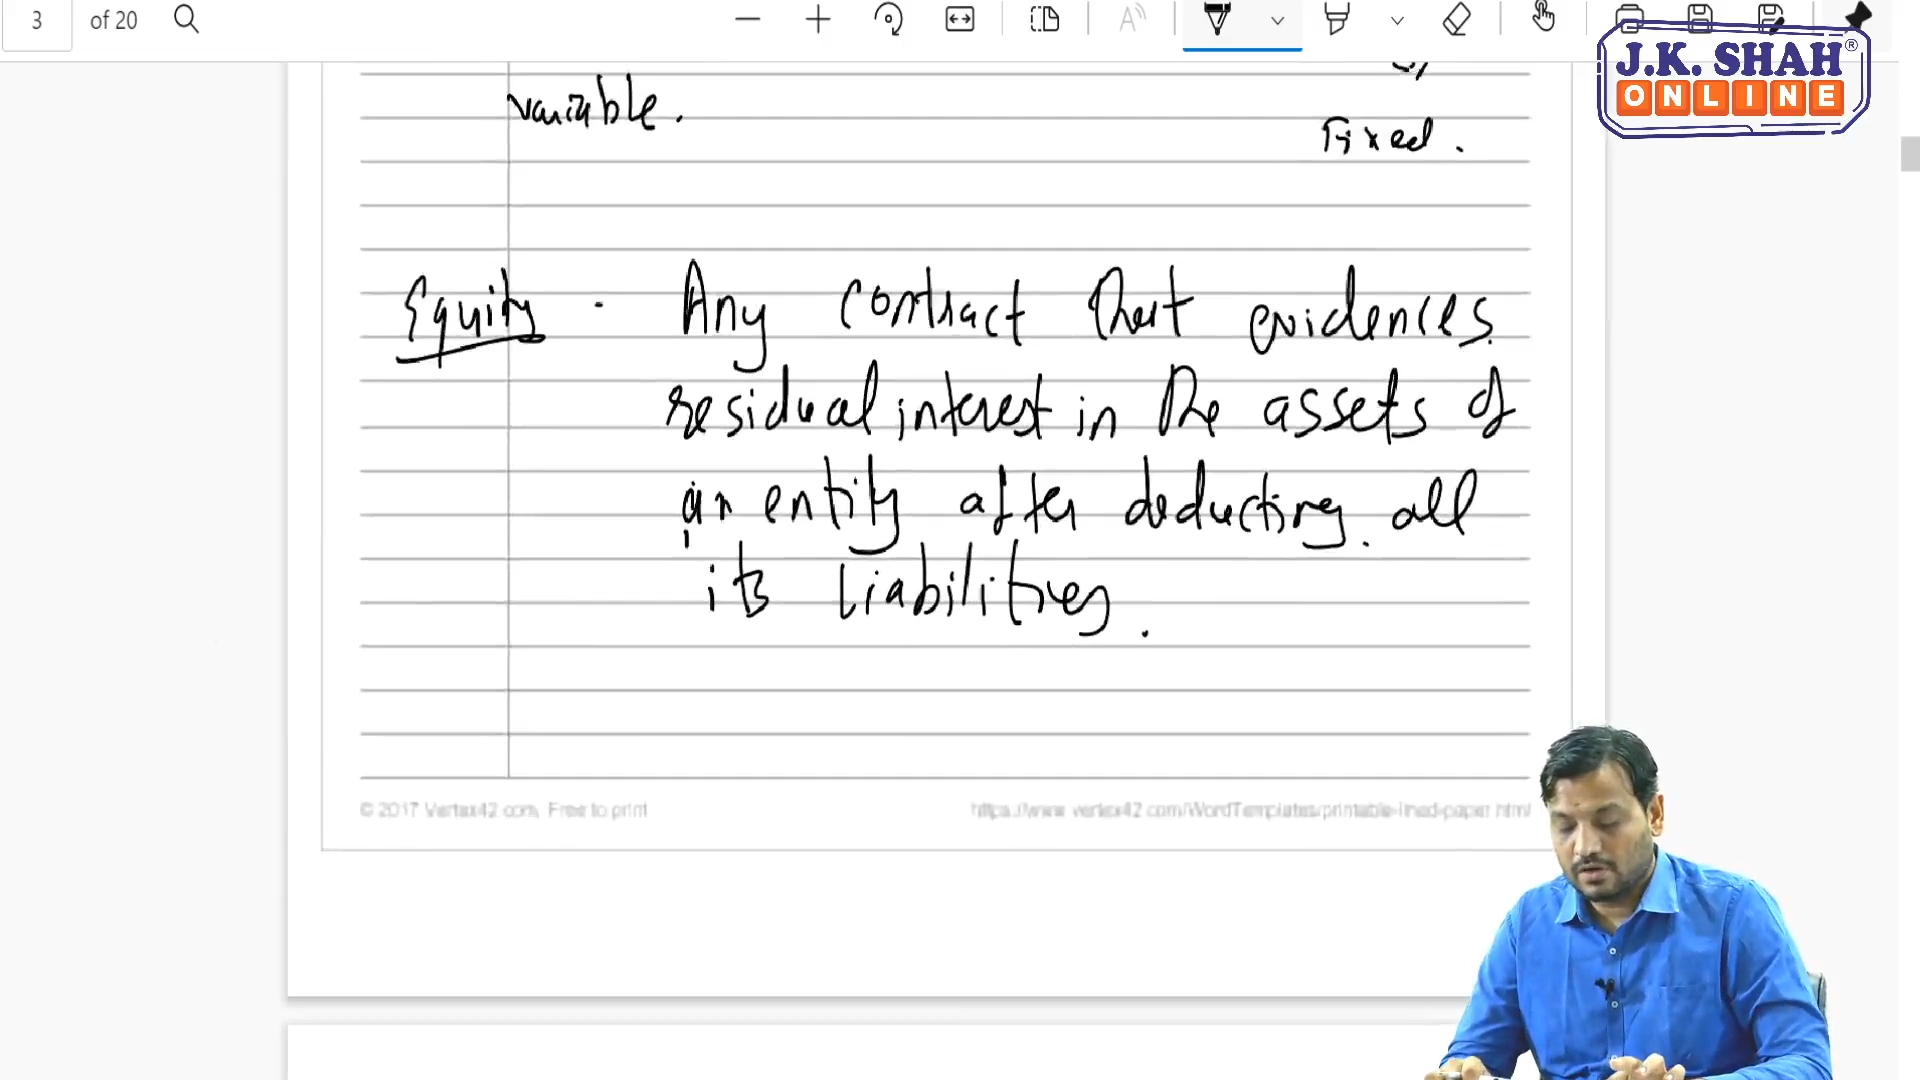 3 of 20
J.K. SHAH ®
ONLINE
variable.
Fixed.
Equity - Any contract that evidences
residual interest in the assets of
an entity after deducting all
its liabilities.
© 2017 Vertex42.com, Free to print
https://www.vertex42.com/WordTemplates/printable-lined-paper.html